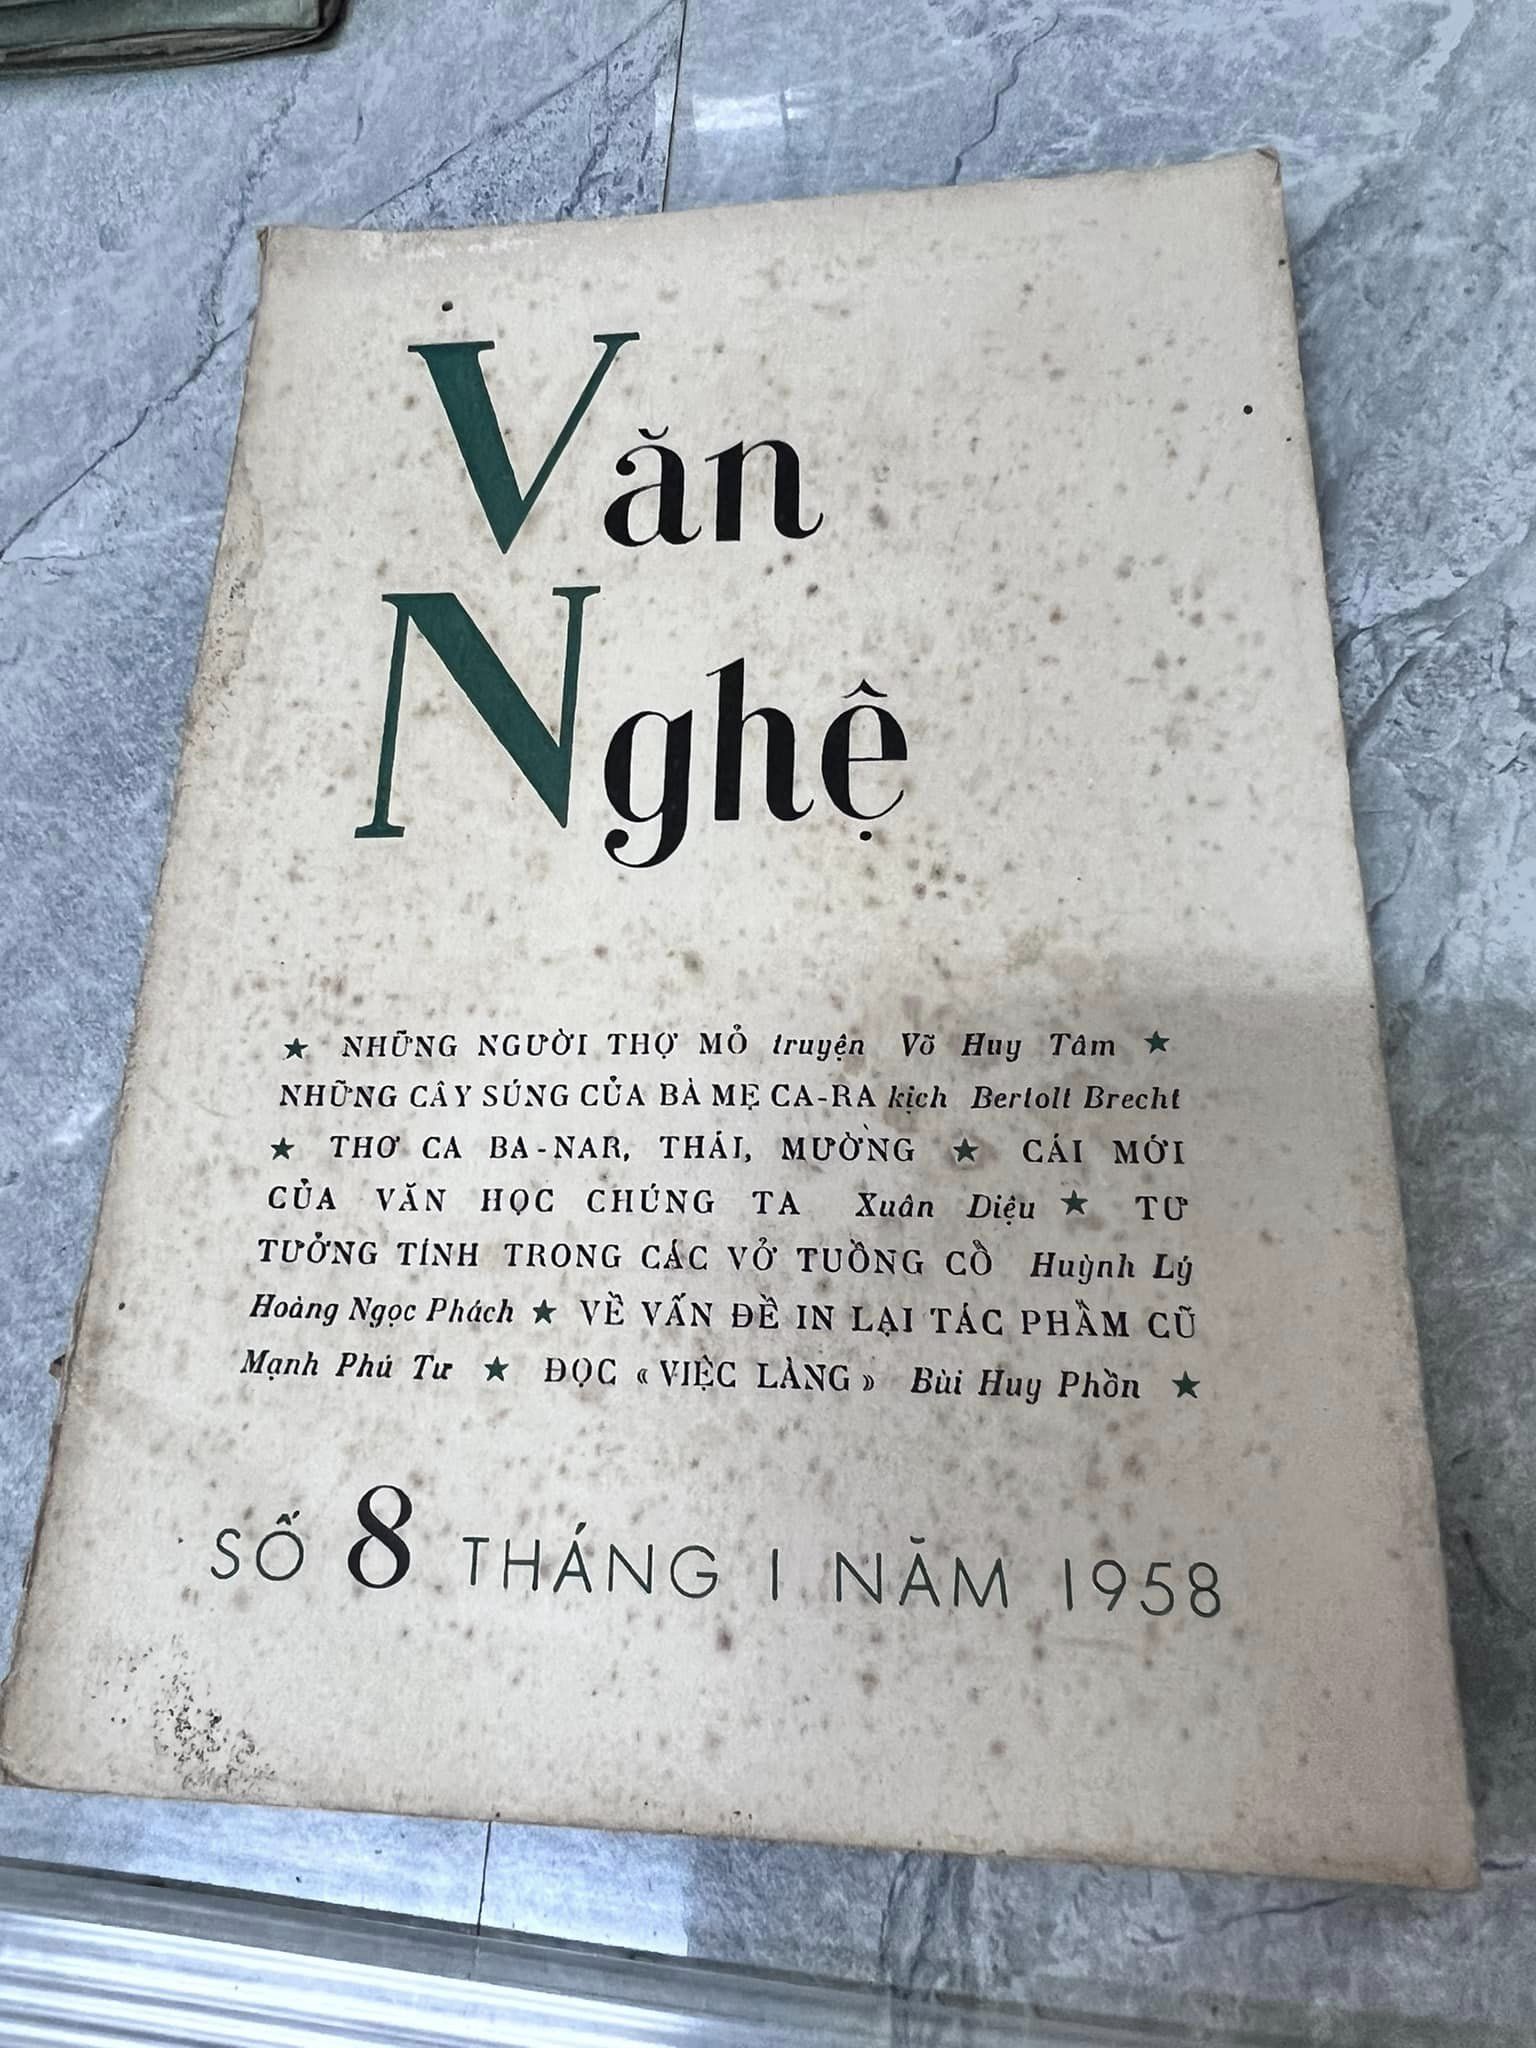 Văn
Nghệ
★ NHỮNG NGƯỜI THỢ MỎ truyện Võ Huy Tâm ★
NHỮNG CÂY SÚNG CỦA BÀ MẸ CA-RA kịch Bertolt Brecht
★ THƠ CA BA-NAR, THÁI, MƯỜNG ★ CÁI MỚI
CỦA VĂN HỌC CHÚNG TA Xuân Diệu ★ TƯ
TƯỞNG TÍNH TRONG CÁC VỞ TUỒNG CỔ Huỳnh Lý
Hoàng Ngọc Phách ★ VỀ VẤN ĐỀ IN LẠI TÁC PHẨM CŨ
Mạnh Phú Tư ★ ĐỌC « VIỆC LÀNG » Bùi Huy Phồn ★
SỐ 8 THÁNG 1 NĂM 1958